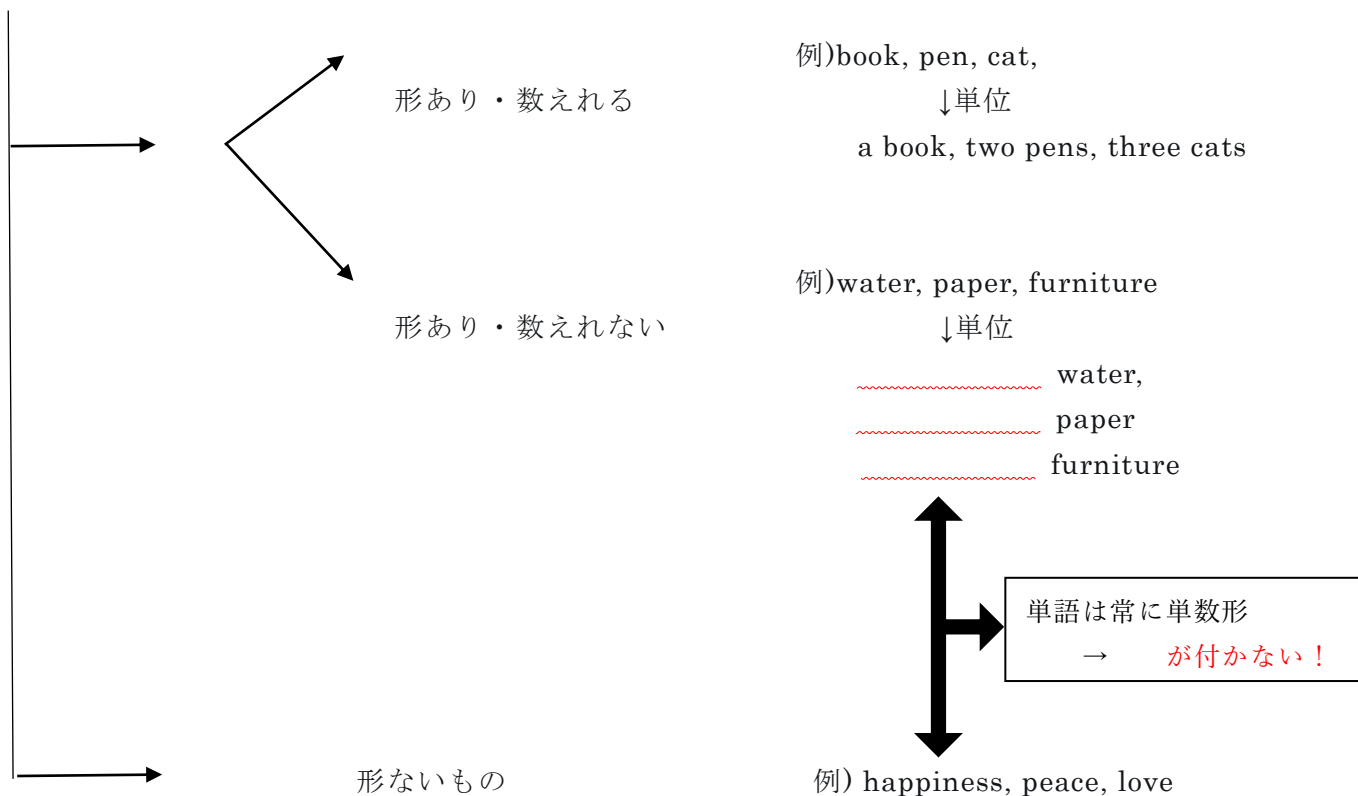 例)book, pen, cat,
形あり・数えれる
↓単位
a book, two pens, three cats
例)water, paper, furniture
形あり・数えれない
↓単位
water,
paper
furniture
単語は常に単数形
→ が付かない！
形ないもの
例) happiness, peace, love